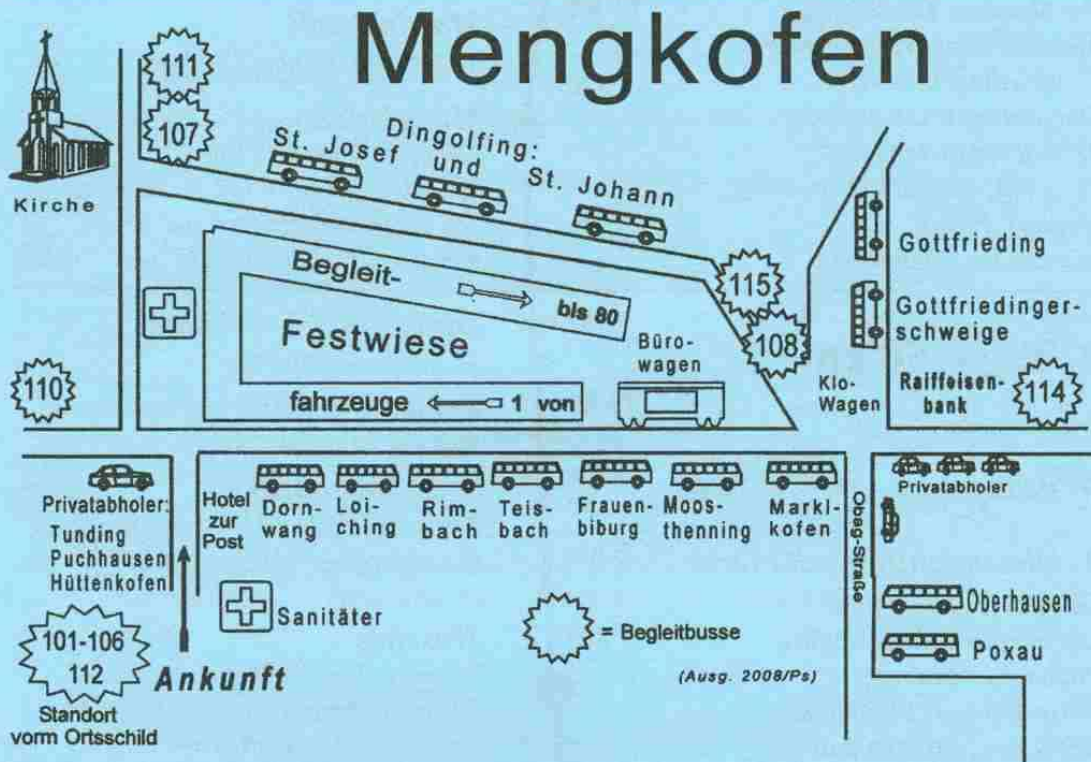 Mengkofen
111
107
Dingolfing:
St. Josef und St. Johann
Kirche
Gottfrieding
Gottfriedinger-
schweige
115
108
Begleit-
bis 80
Festwiese
Büro-
wagen
fahrzeuge 1 von
110
Klo-
Wagen
Raiffeisen-
bank
114
Privatabholer:
Tunding
Puchhausen
Hüttenkofen
Hotel
zur
Post
Dorn-
wang
Loi-
ching
Rim-
bach
Teis-
bach
Frauen-
biburg
Moos-
thenning
Markl-
kofen
Obag-Straße
Privatabholer
Oberhausen
Poxau
Sanitäter
= Begleitbusse
(Ausg. 2008/Ps)
101-106
112
Ankunft
Standort
vorm Ortsschild